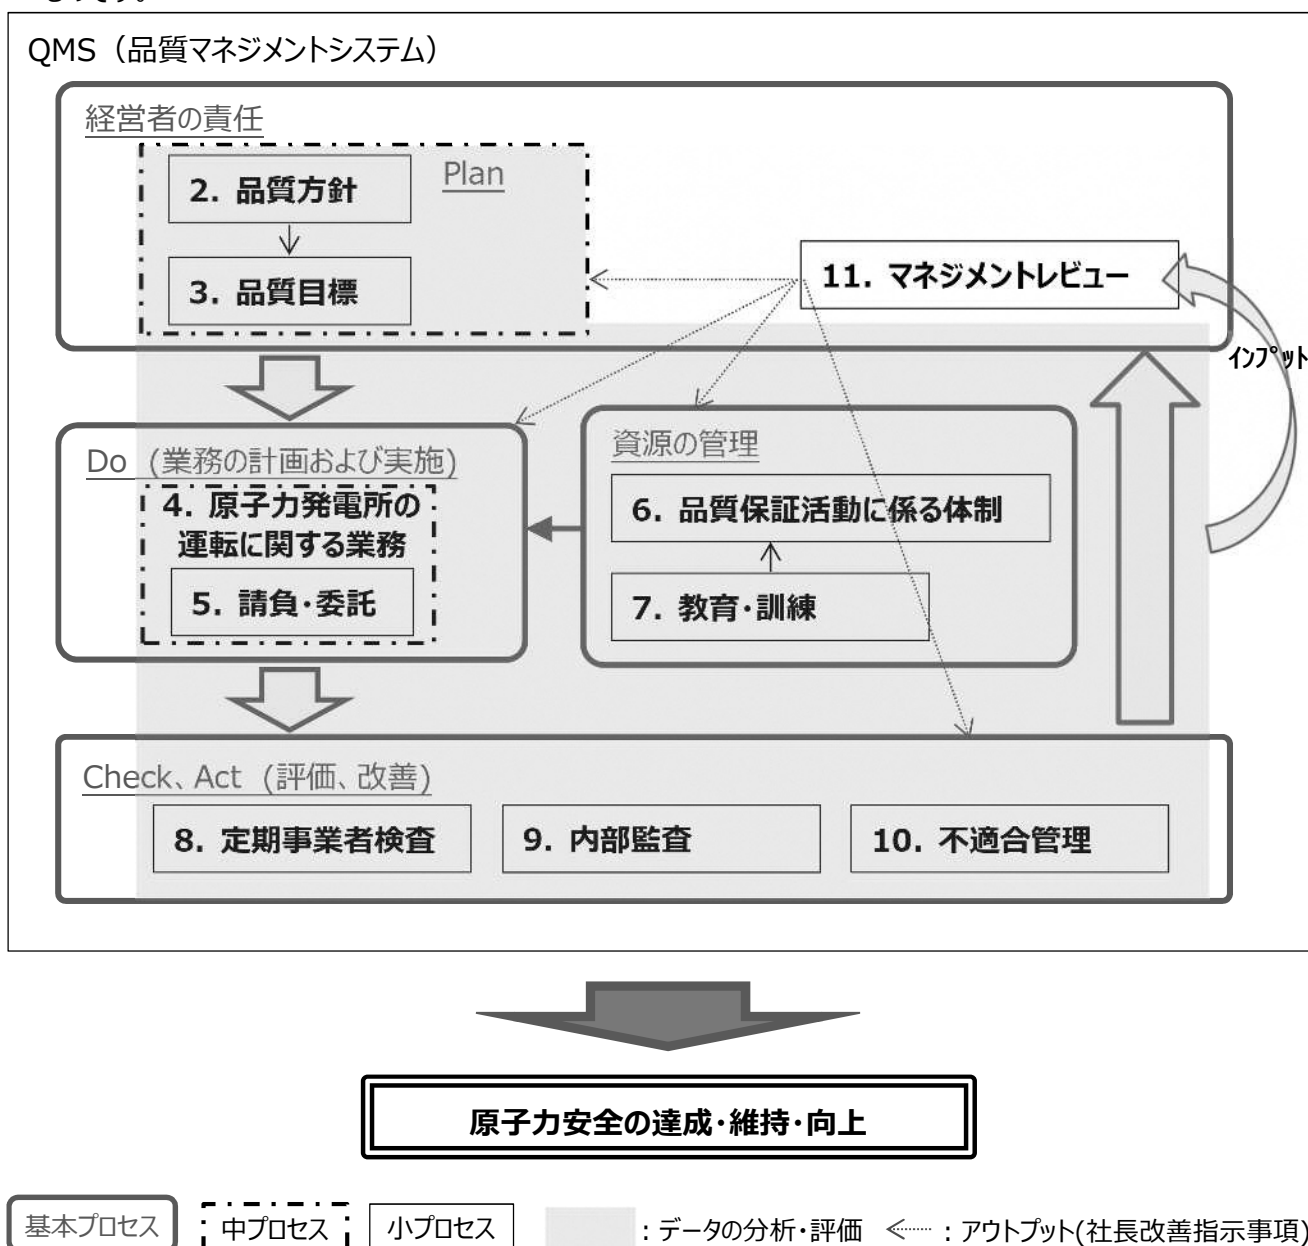 QMS（品質マネジメントシステム）
経営者の責任
Plan
2. 品質方針
3. 品質目標
11. マネジメントレビュー
インプット
Do (業務の計画および実施)
4. 原子力発電所の
運転に関する業務
5. 請負・委託
資源の管理
6. 品質保証活動に係る体制
7. 教育・訓練
Check、Act (評価、改善)
8. 定期事業者検査
9. 内部監査
10. 不適合管理
原子力安全の達成・維持・向上
基本プロセス 中プロセス 小プロセス ：データの分析・評価 ：アウトプット(社長改善指示事項)